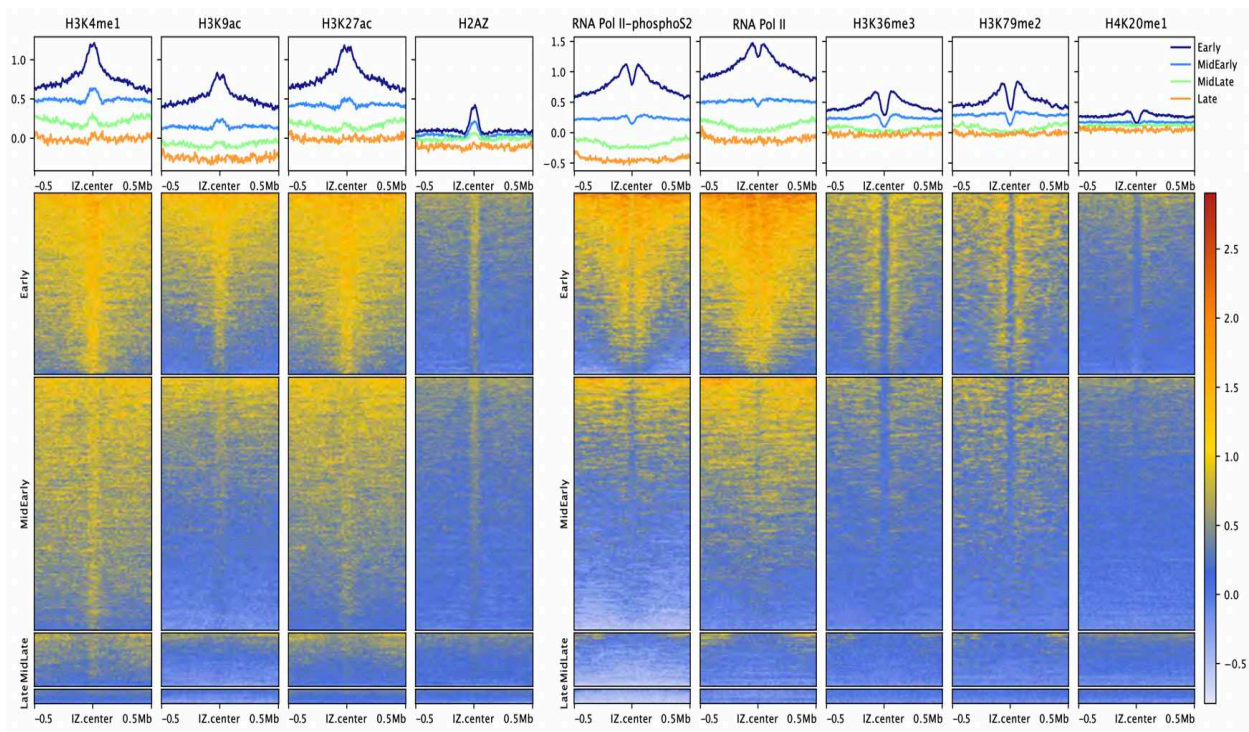 H3K4me1 H3K9ac H3K27ac H2AZ RNA Pol II-phosphoS2 RNA Pol II H3K36me3 H3K79me2 H4K20me1
1.0
0.5
0.0
1.5
1.0
0.5
0.0
−0.5
Early
MidEarly
MidLate
Late
−0.5 IZ.center 0.5Mb −0.5 IZ.center 0.5Mb −0.5 IZ.center 0.5Mb −0.5 IZ.center 0.5Mb −0.5 IZ.center 0.5Mb −0.5 IZ.center 0.5Mb −0.5 IZ.center 0.5Mb −0.5 IZ.center 0.5Mb −0.5 IZ.center 0.5Mb
Early
MidEarly
MidLate
Late
Early
MidEarly
MidLate
Late
2.5
2.0
1.5
1.0
0.5
0.0
−0.5
−0.5 IZ.center 0.5Mb −0.5 IZ.center 0.5Mb −0.5 IZ.center 0.5Mb −0.5 IZ.center 0.5Mb −0.5 IZ.center 0.5Mb −0.5 IZ.center 0.5Mb −0.5 IZ.center 0.5Mb −0.5 IZ.center 0.5Mb −0.5 IZ.center 0.5Mb